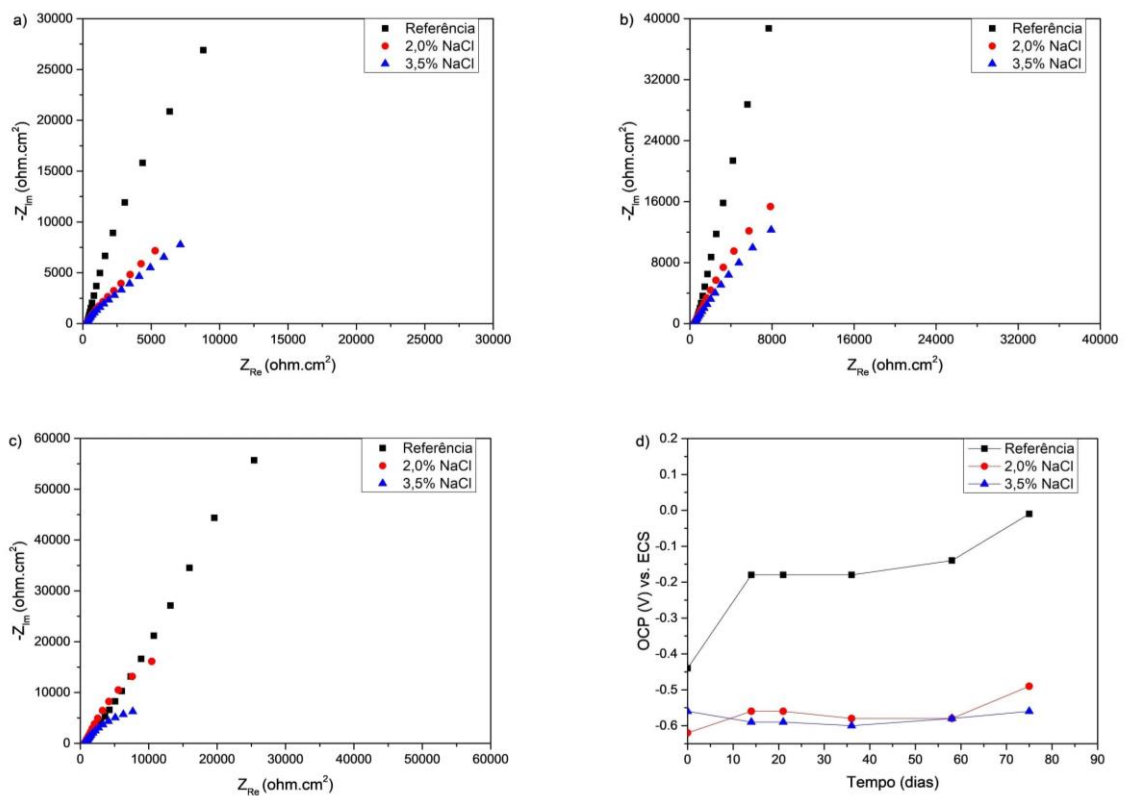 a)
30000
25000
20000
15000
10000
5000
0
-Z_Im (ohm.cm²)
Referência
2,0% NaCl
3,5% NaCl
0 5000 10000 15000 20000 25000 30000
Z_Re (ohm.cm²)
b)
40000
32000
24000
16000
8000
0
-Z_Im (ohm.cm²)
Referência
2,0% NaCl
3,5% NaCl
0 8000 16000 24000 32000 40000
Z_Re (ohm.cm²)
c)
60000
50000
40000
30000
20000
10000
0
-Z_Im (ohm.cm²)
Referência
2,0% NaCl
3,5% NaCl
0 10000 20000 30000 40000 50000 60000
Z_Re (ohm.cm²)
d)
0.2
0.1
0.0
-0.1
-0.2
-0.3
-0.4
-0.5
-0.6
OCP (V) vs. ECS
Referência
2,0% NaCl
3,5% NaCl
0 10 20 30 40 50 60 70 80 90
Tempo (dias)